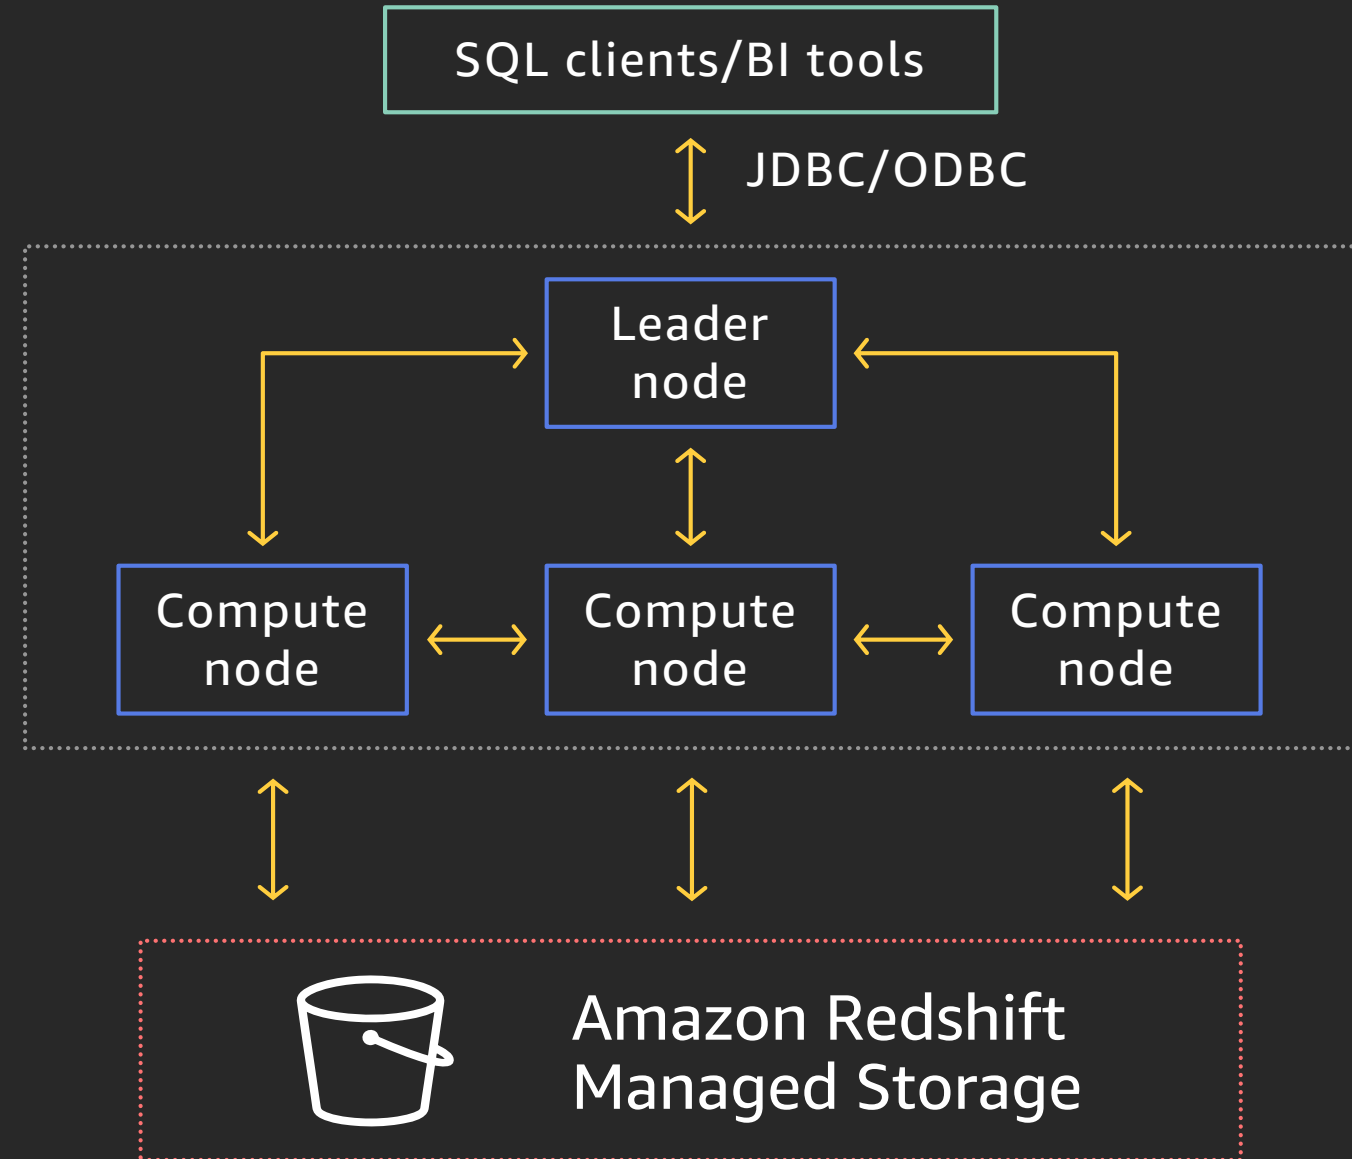 SQL clients/BI tools
JDBC/ODBC
Leader
node
Compute
node
Compute
node
Compute
node
Amazon Redshift
Managed Storage